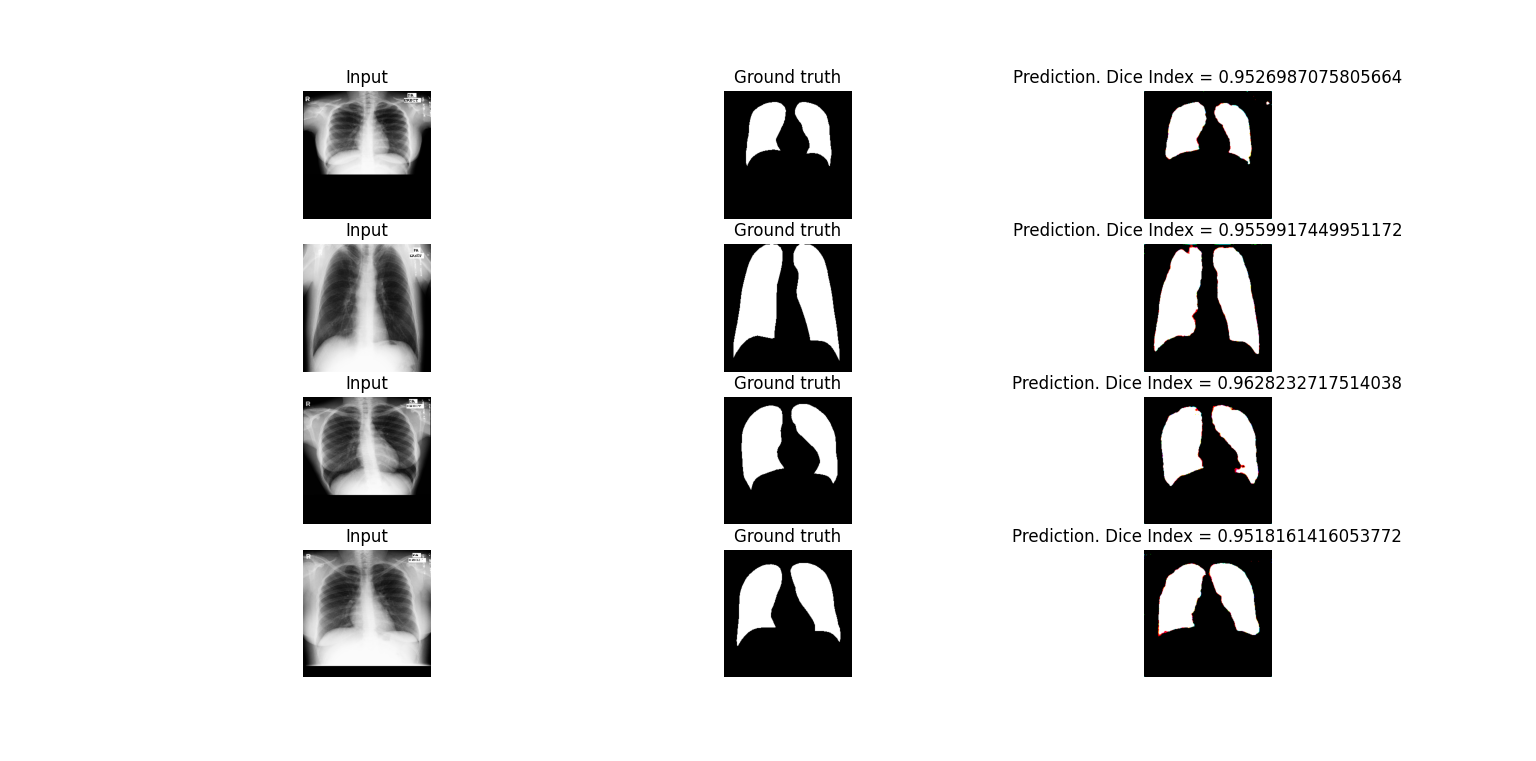 Input Ground truth Prediction. Dice Index = 0.9526987075805664
R
Input Ground truth Prediction. Dice Index = 0.9559917449951172
Input Ground truth Prediction. Dice Index = 0.9628232717514038
R
Input Ground truth Prediction. Dice Index = 0.9518161416053772
R